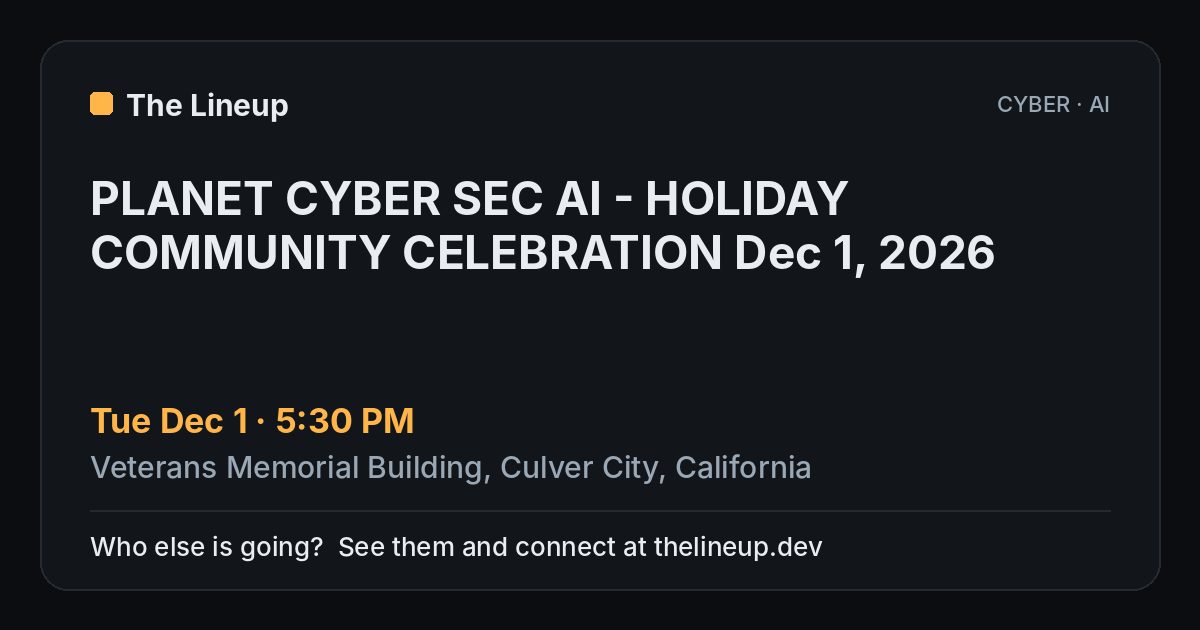 The Lineup
CYBER · AI
PLANET CYBER SEC AI - HOLIDAY
COMMUNITY CELEBRATION Dec 1, 2026
Tue Dec 1 · 5:30 PM
Veterans Memorial Building, Culver City, California
Who else is going?  See them and connect at thelineup.dev